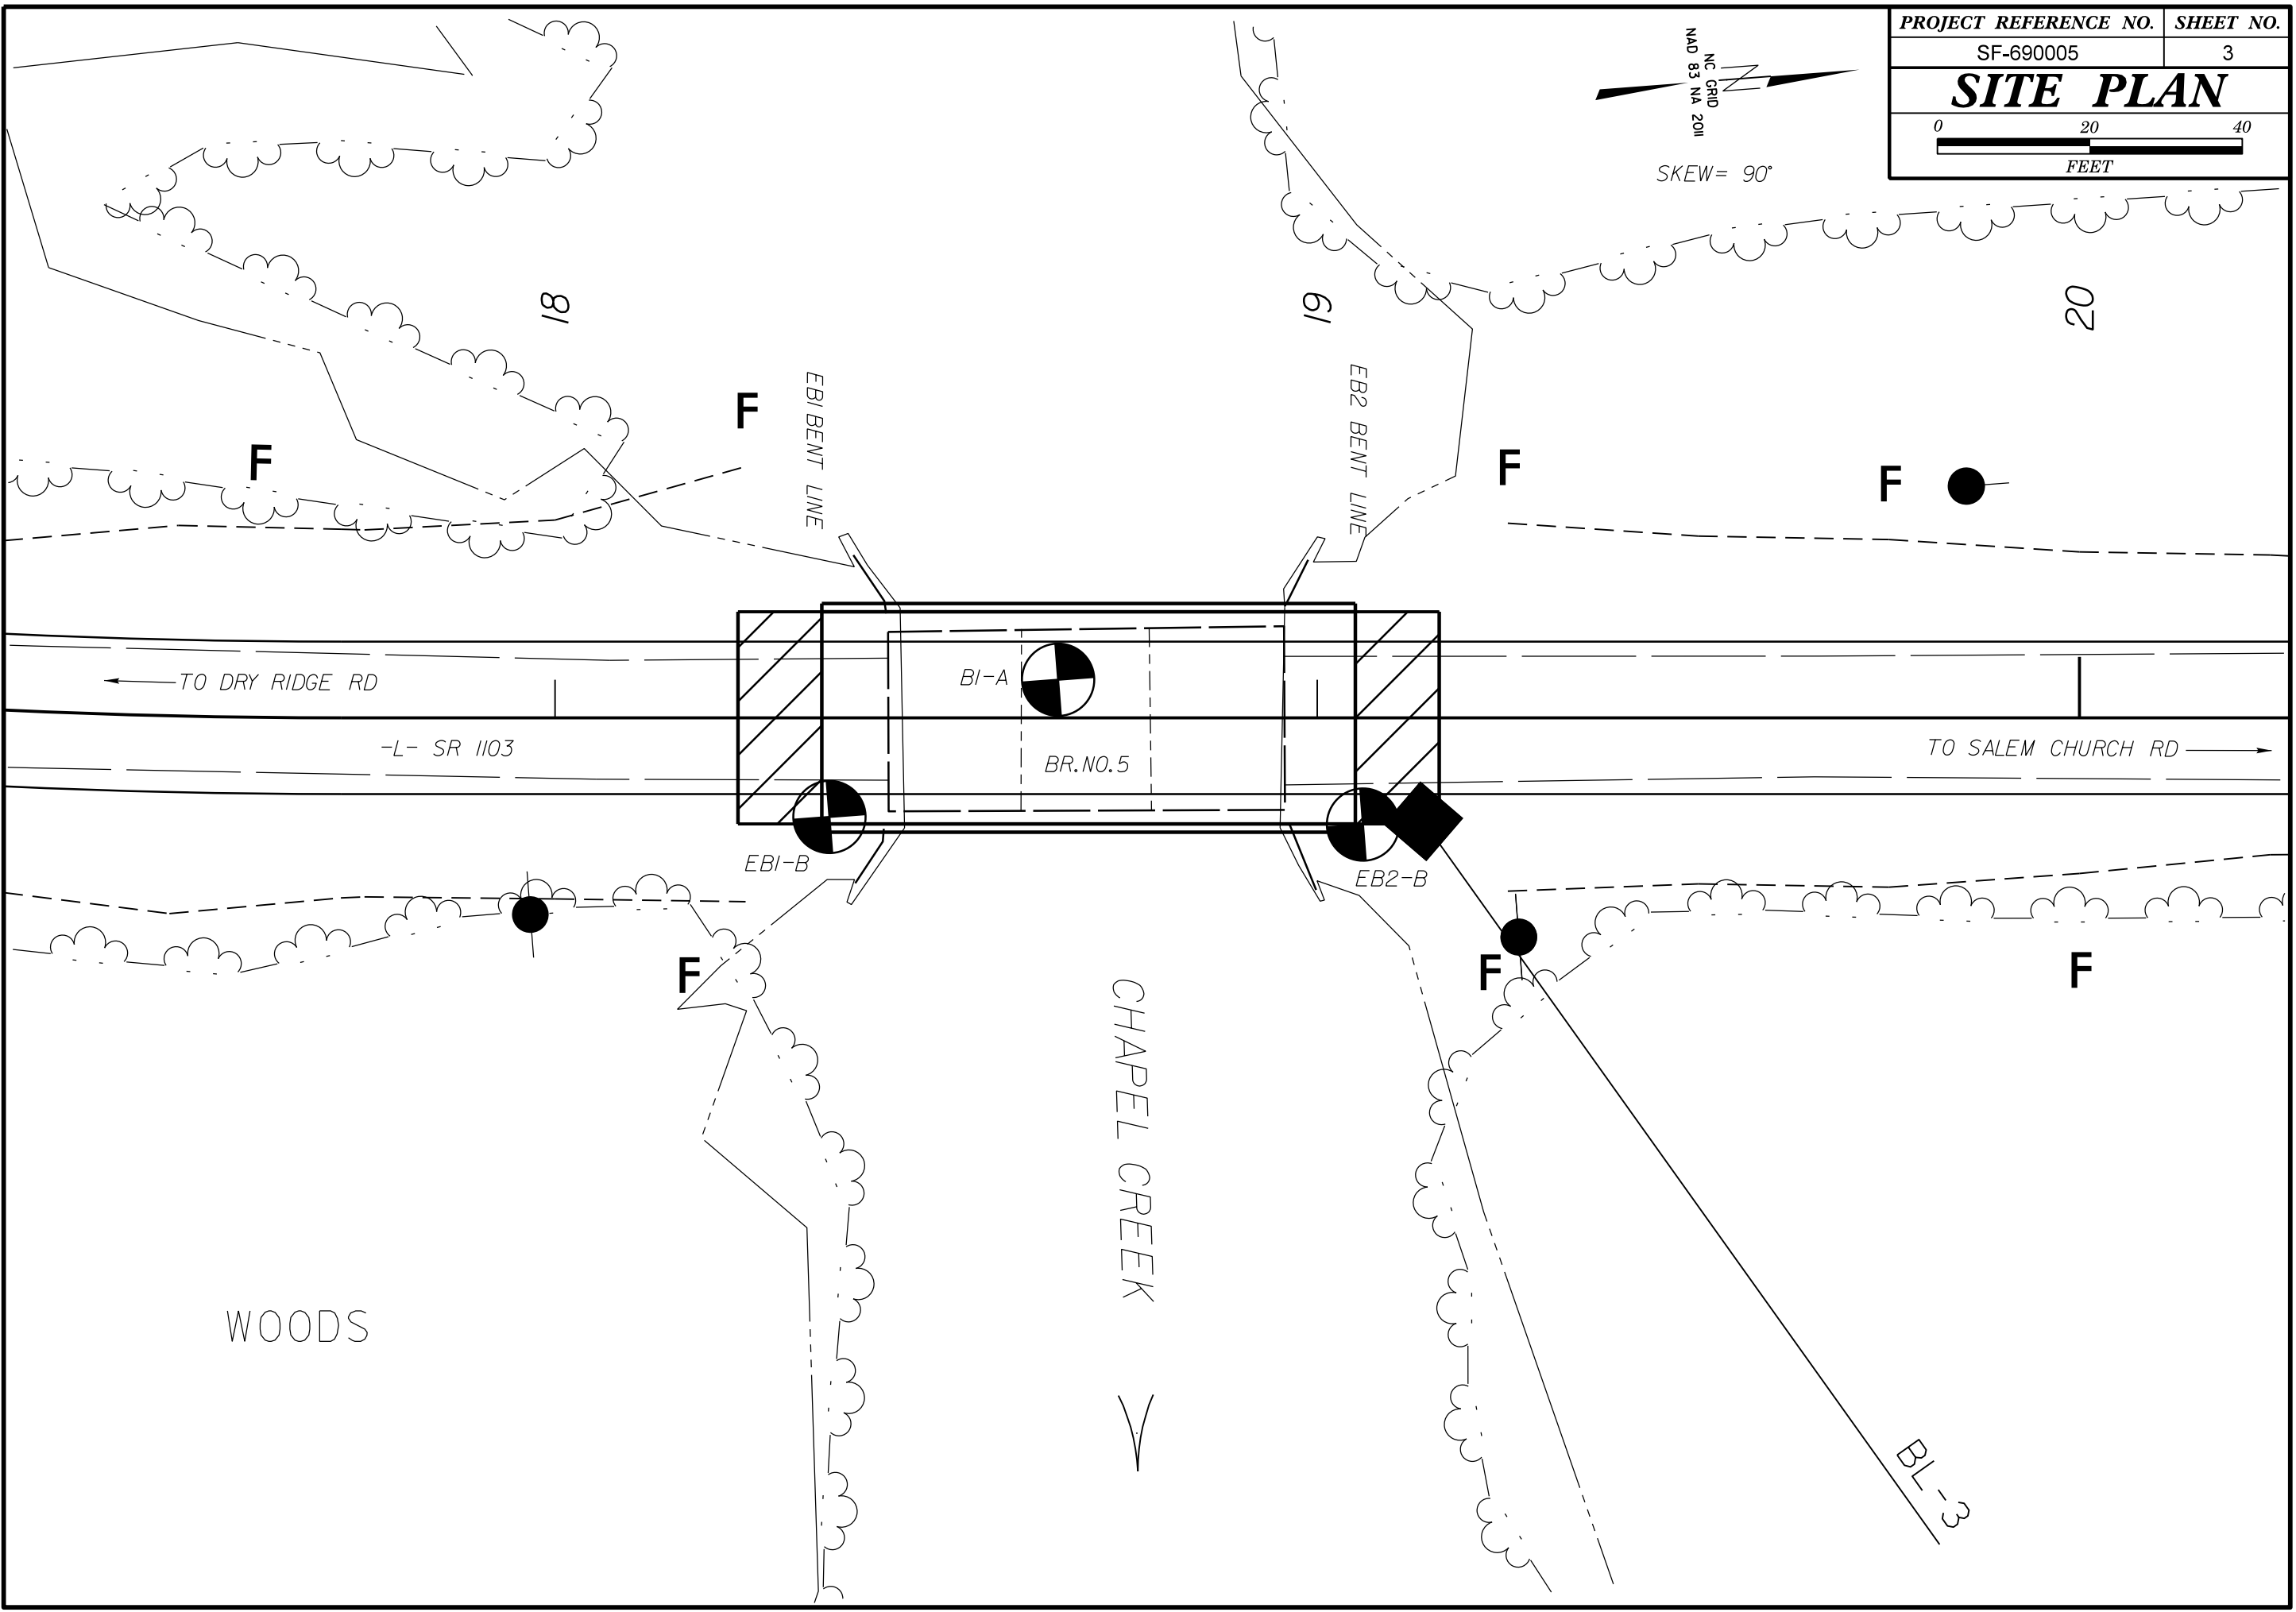 PROJECT REFERENCE NO. SHEET NO.
SF-690005 3
SITE PLAN
0 20 40
FEET
NC GRID
NAD 83 NA 2011
SKEW= 90°
18
19
20
EB1 BENT LINE
EB2 BENT LINE
F
F
F
F
TO DRY RIDGE RD
B1-A
-L- SR 1103
BR.NO.5
TO SALEM CHURCH RD
EB1-B
EB2-B
F
F
F
CHAPEL CREEK
WOODS
BL-3